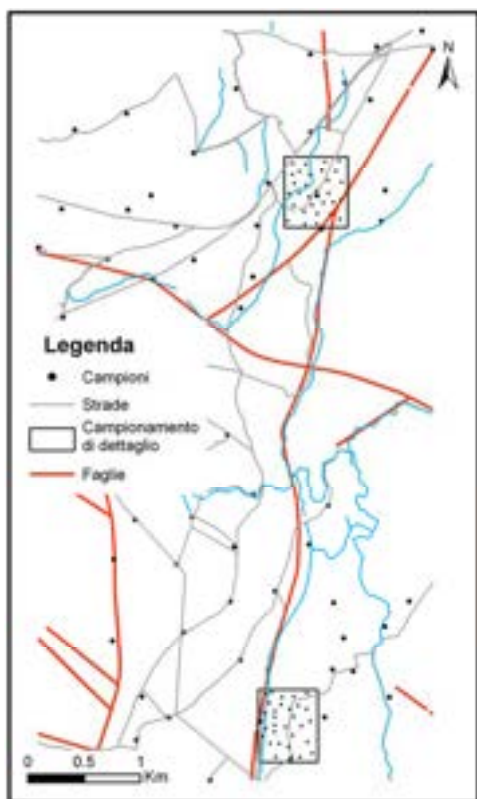 N
Legenda
Campioni
Strade
Campionamento
di dettaglio
Faglie
0 0.5 1
Km